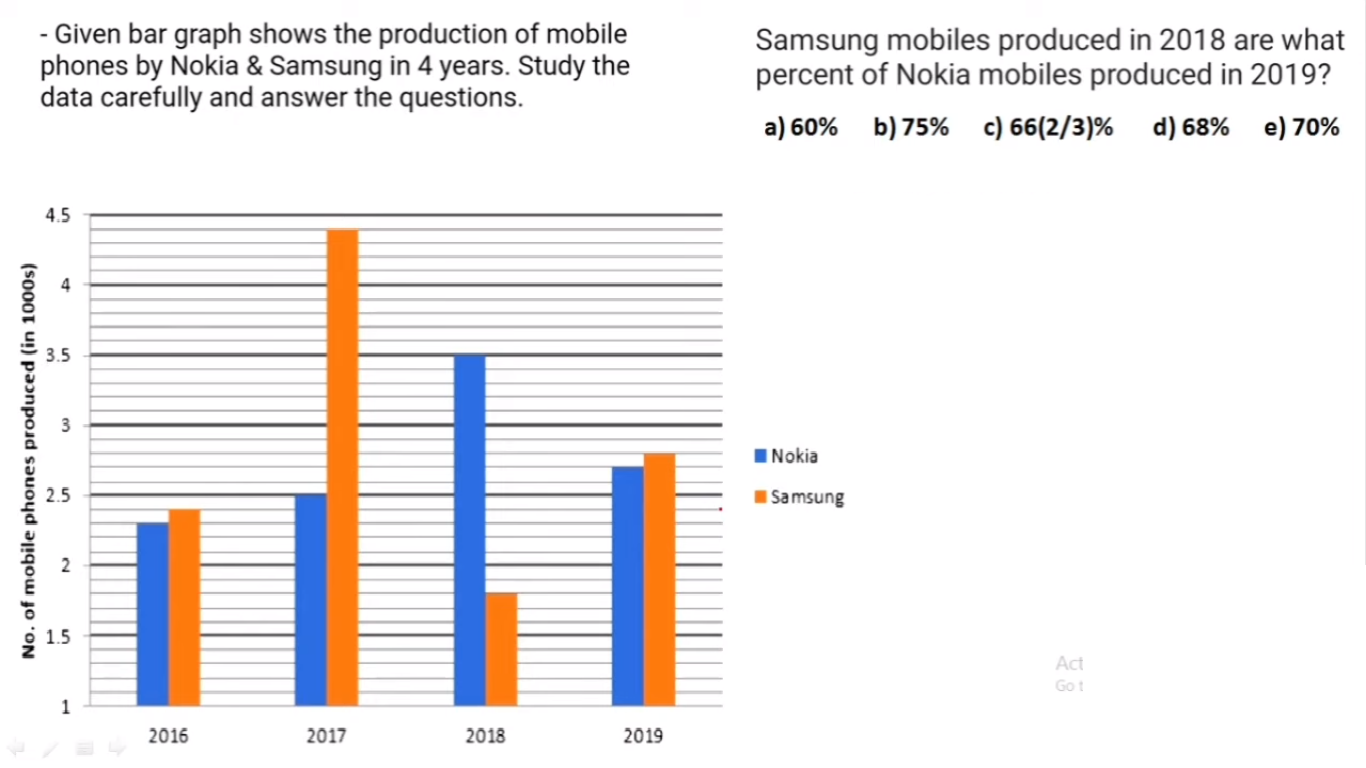 - Given bar graph shows the production of mobile
phones by Nokia & Samsung in 4 years. Study the
data carefully and answer the questions.
Samsung mobiles produced in 2018 are what
percent of Nokia mobiles produced in 2019?
a) 60% b) 75% c) 66(2/3)% d) 68% e) 70%
No. of mobile phones produced (in 1000s)
4.5
4
3.5
3
2.5
2
1.5
1
2016 2017 2018 2019
Nokia
Samsung
Act
Go t